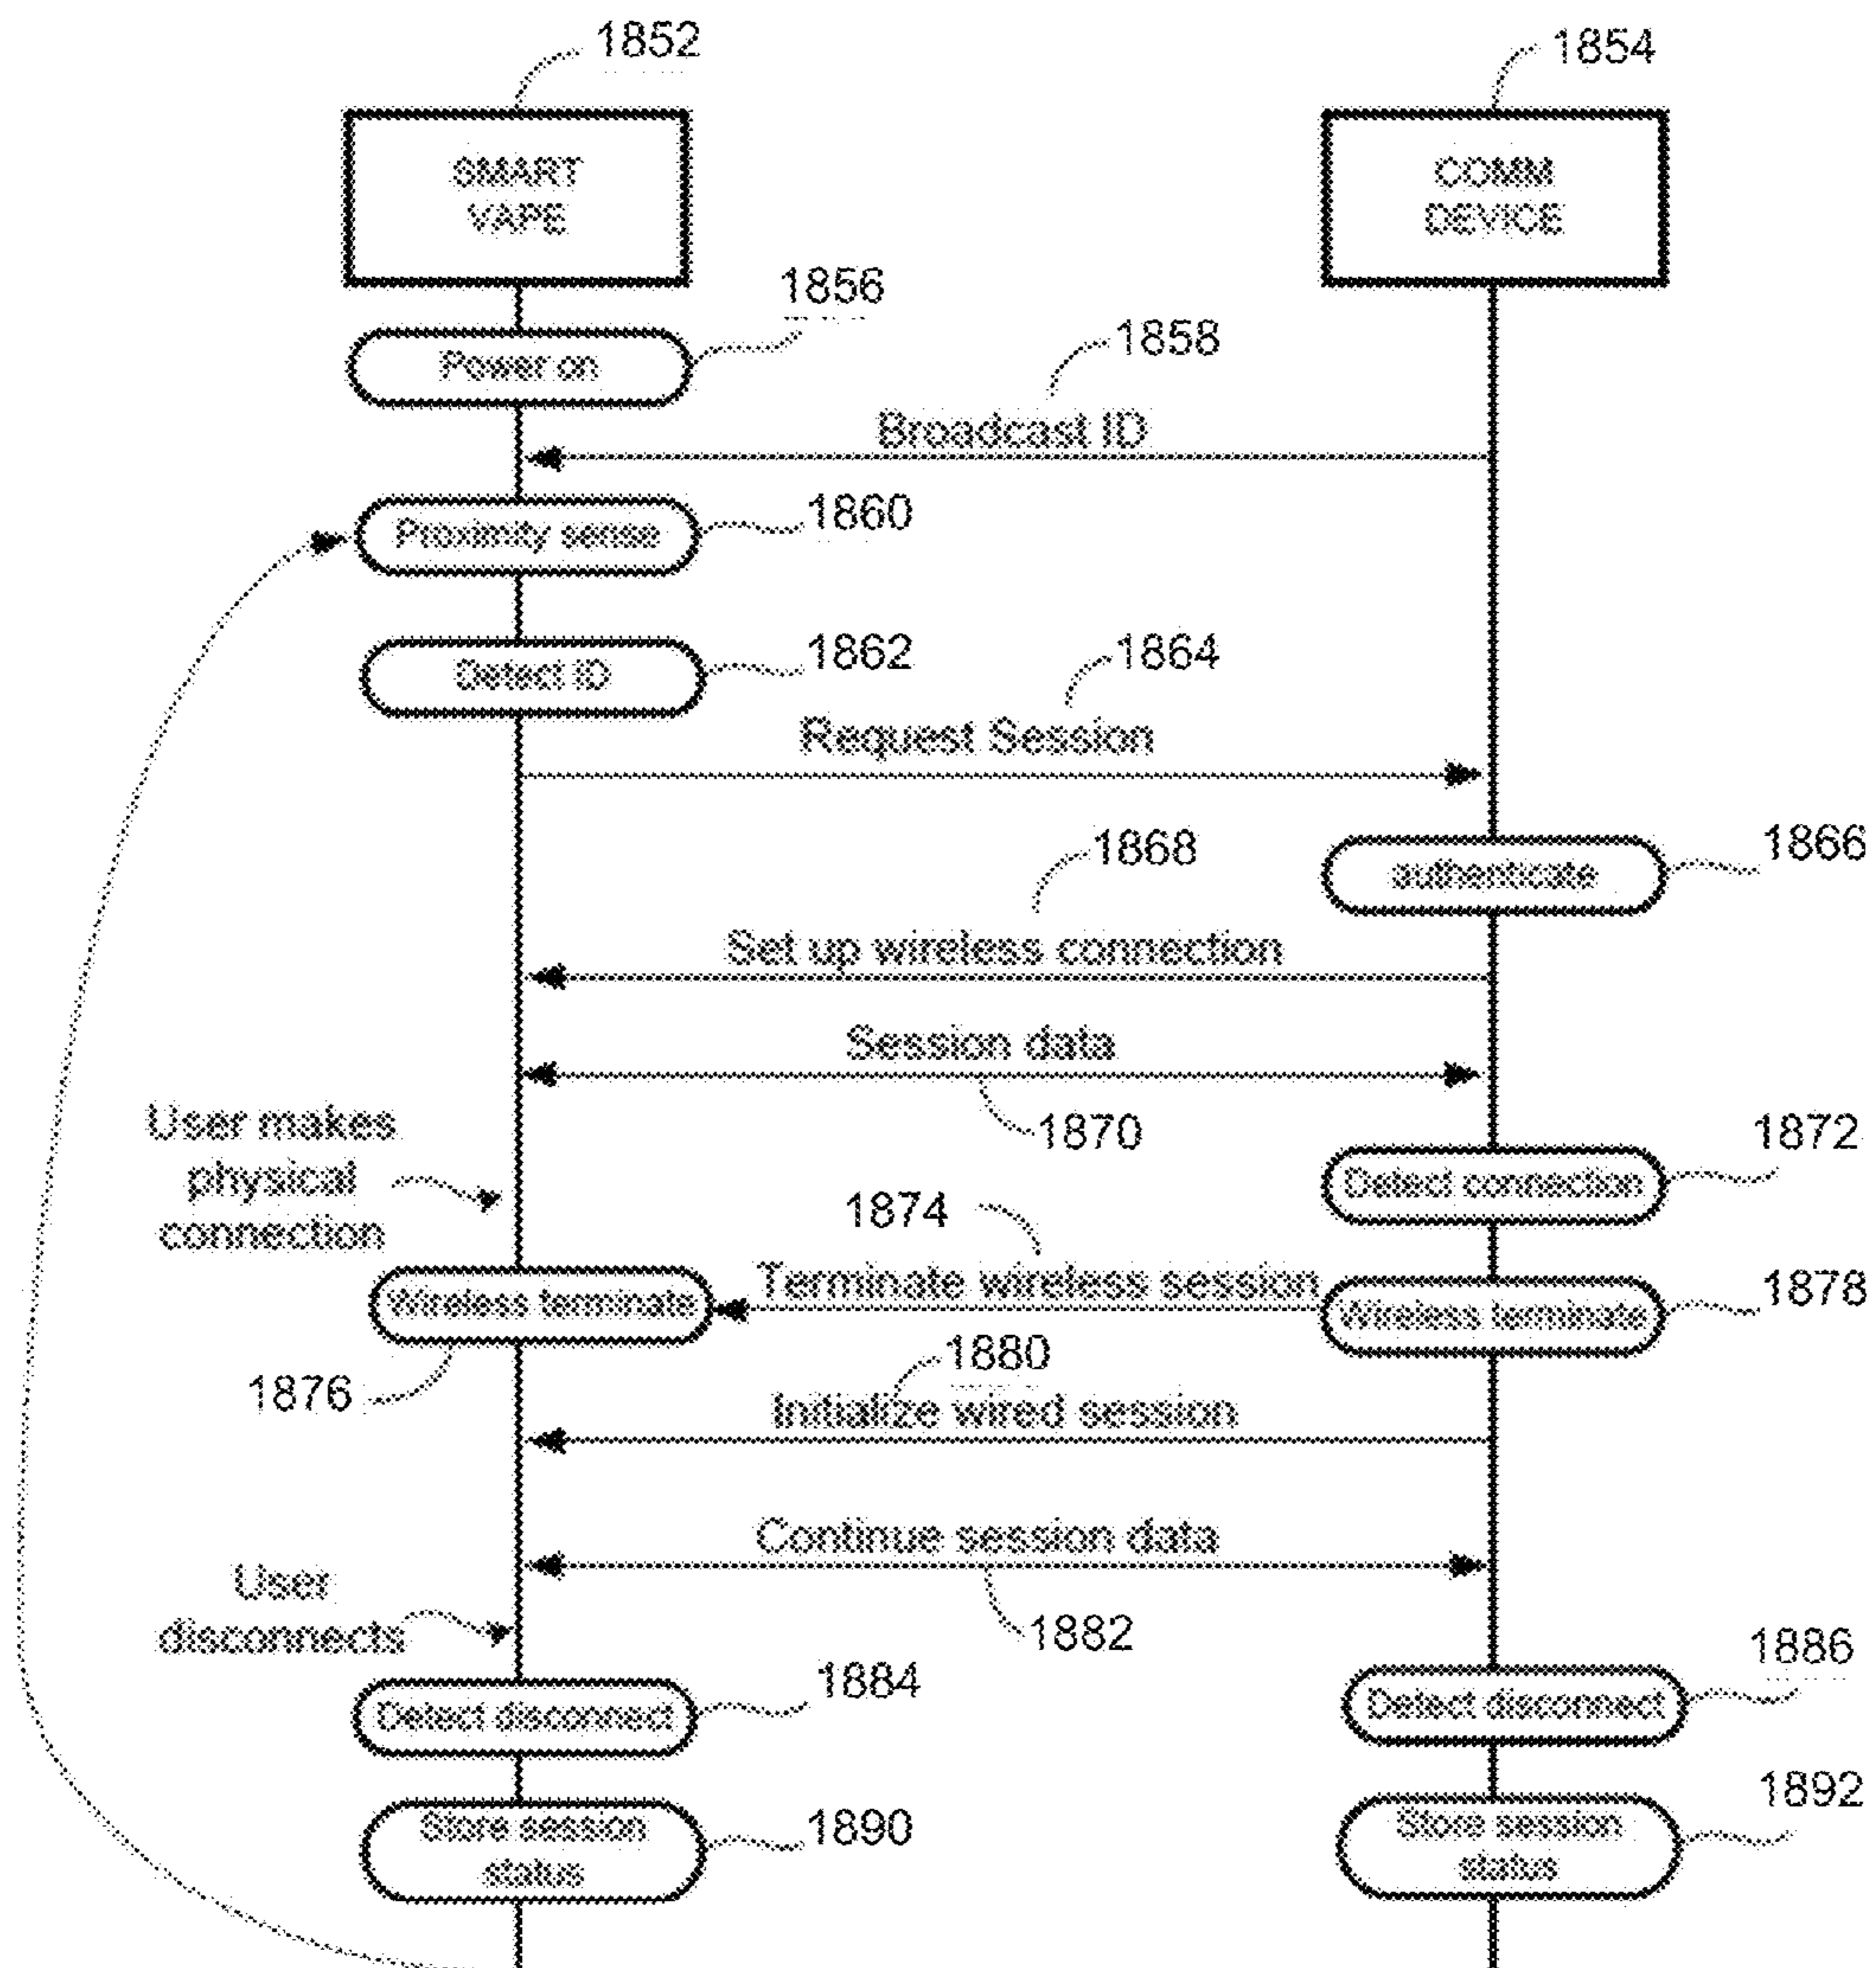 1852
1854
SMART
VAPE
COMM
DEVICE
1856
Power on
1858
Broadcast ID
1860
Proximity sense
1862
Detect ID
1864
Request Session
1866
authenticate
1868
Set up wireless connection
Session data
1870
User makes
physical
connection
1872
Detect connection
1874
Terminate wireless session
Wireless terminate
1876
Wireless terminate
1878
1880
Initialize wired session
Continue session data
1882
User
disconnects
1884
Detect disconnect
1886
Detect disconnect
1890
Store session
status
1892
Store session
status